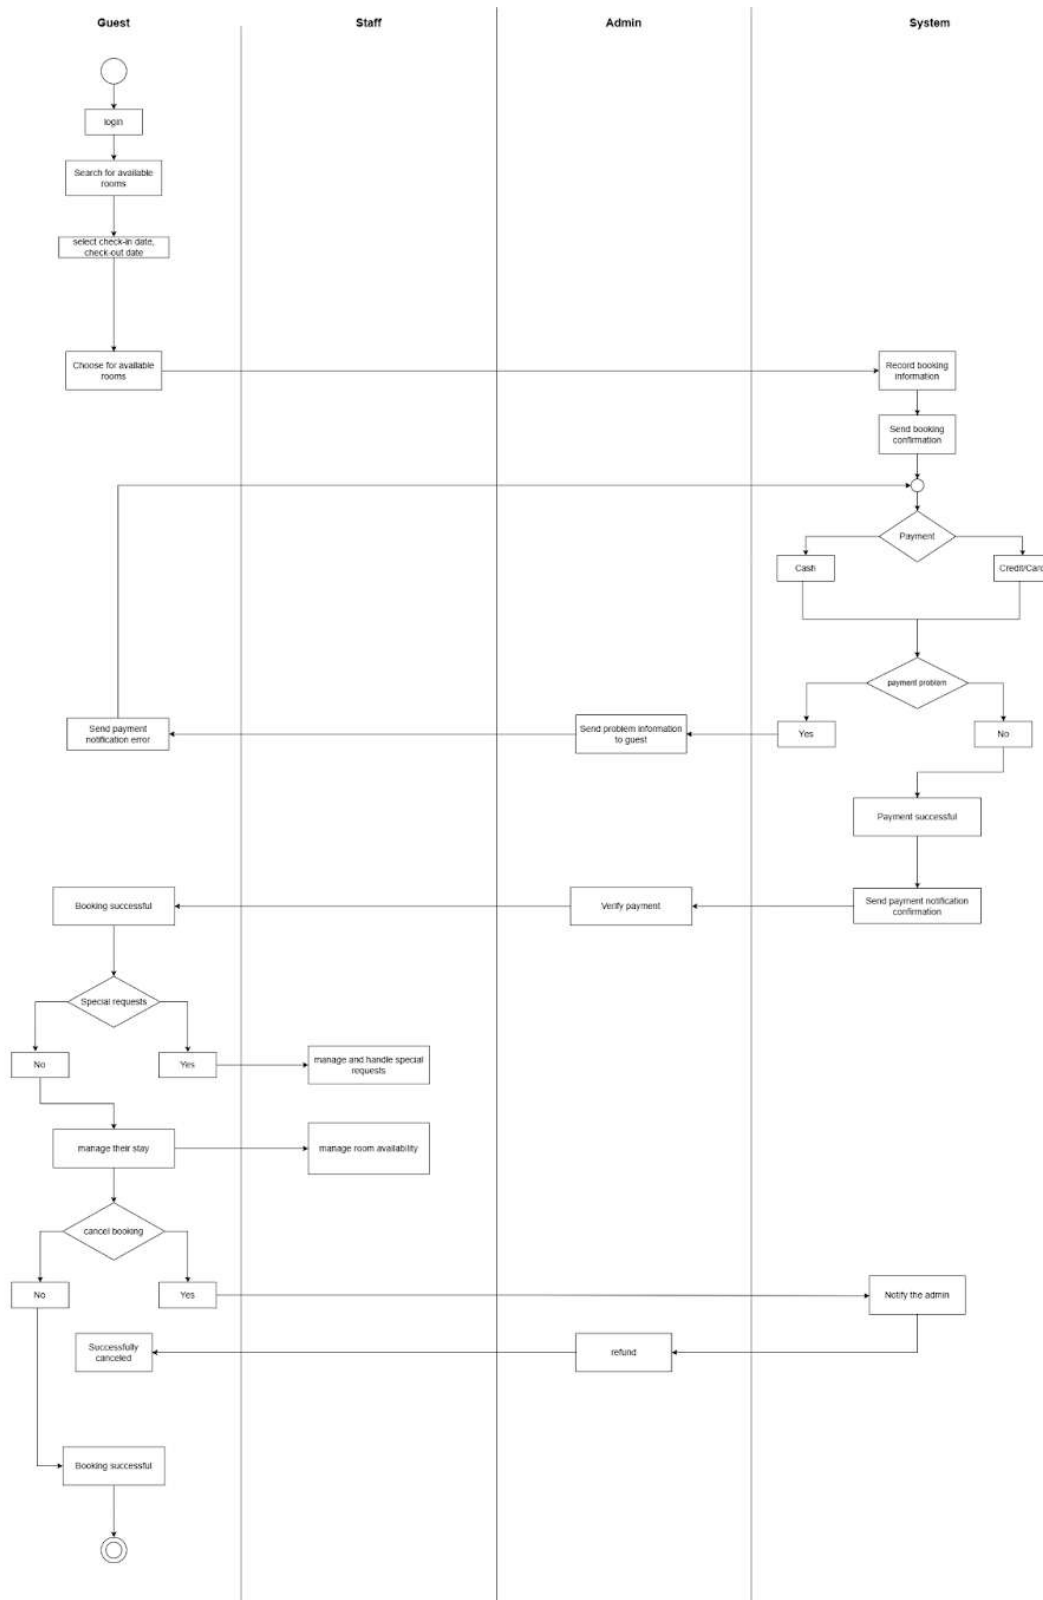 Guest
Staff
Admin
System
login
Search for available
rooms
select check-in date,
check-out date
Choose for available
rooms
Record booking
information
Send booking
confirmation
Payment
Cash
Credit/Card
payment problem
Send payment
notification error
Send problem information
to guest
Yes
No
Payment successful
Booking successful
Verify payment
Send payment notification
confirmation
Special requests
No
Yes
manage and handle special
requests
manage their stay
manage room availability
cancel booking
No
Yes
Notify the admin
Successfully
canceled
refund
Booking successful